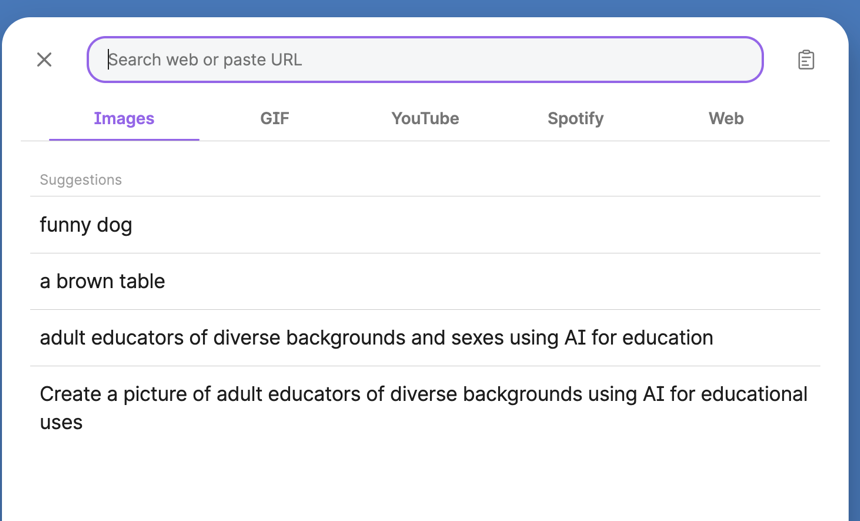 Search web or paste URL
Images GIF YouTube Spotify Web
Suggestions
funny dog
a brown table
adult educators of diverse backgrounds and sexes using AI for education
Create a picture of adult educators of diverse backgrounds using AI for educational
uses